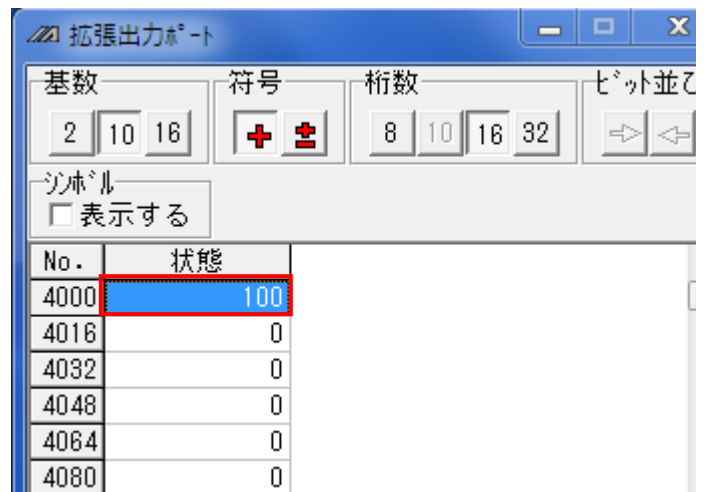 拡張出力ﾎﾟｰﾄ
基数 符号 桁数 ﾋﾞｯﾄ並び
2 10 16 + ± 8 10 16 32
ｼﾝﾎﾞﾙ
表示する
No. 状態
4000 100
4016 0
4032 0
4048 0
4064 0
4080 0